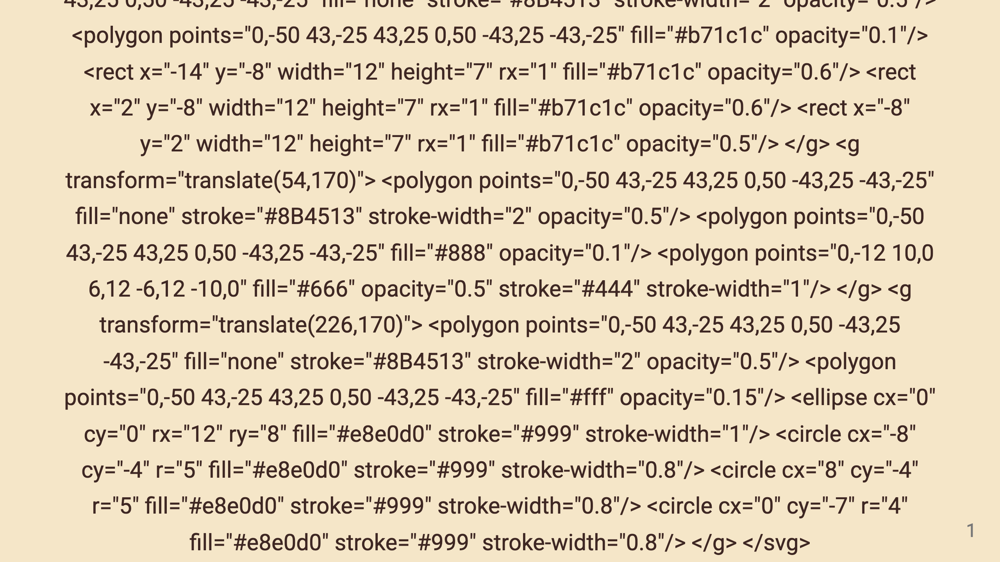 43,25 0,50 -43,25 -43,-25" fill="none" stroke="#8B4513" stroke-width="2" opacity="0.5"/>
<polygon points="0,-50 43,-25 43,25 0,50 -43,25 -43,-25" fill="#b71c1c" opacity="0.1"/>
<rect x="-14" y="-8" width="12" height="7" rx="1" fill="#b71c1c" opacity="0.6"/> <rect
x="2" y="-8" width="12" height="7" rx="1" fill="#b71c1c" opacity="0.6"/> <rect x="-8"
y="2" width="12" height="7" rx="1" fill="#b71c1c" opacity="0.5"/> </g> <g
transform="translate(54,170)"> <polygon points="0,-50 43,-25 43,25 0,50 -43,25 -43,-25"
fill="none" stroke="#8B4513" stroke-width="2" opacity="0.5"/> <polygon points="0,-50
43,-25 43,25 0,50 -43,25 -43,-25" fill="#888" opacity="0.1"/> <polygon points="0,-12 10,0
6,12 -6,12 -10,0" fill="#666" opacity="0.5" stroke="#444" stroke-width="1"/> </g> <g
transform="translate(226,170)"> <polygon points="0,-50 43,-25 43,25 0,50 -43,25
-43,-25" fill="none" stroke="#8B4513" stroke-width="2" opacity="0.5"/> <polygon
points="0,-50 43,-25 43,25 0,50 -43,25 -43,-25" fill="#fff" opacity="0.15"/> <ellipse cx="0"
cy="0" rx="12" ry="8" fill="#e8e0d0" stroke="#999" stroke-width="1"/> <circle cx="-8"
cy="-4" r="5" fill="#e8e0d0" stroke="#999" stroke-width="0.8"/> <circle cx="8" cy="-4"
r="5" fill="#e8e0d0" stroke="#999" stroke-width="0.8"/> <circle cx="0" cy="-7" r="4"
fill="#e8e0d0" stroke="#999" stroke-width="0.8"/> </g> </svg>
1